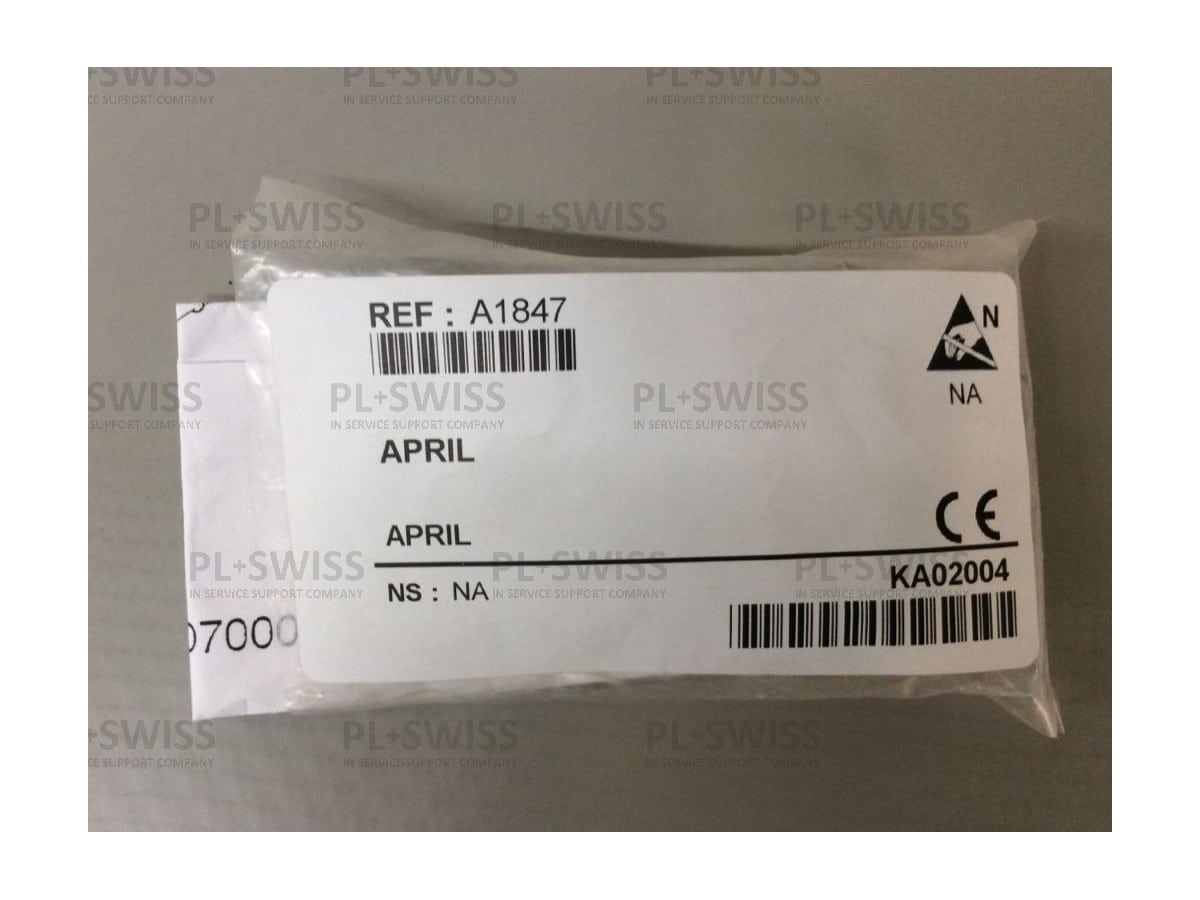 PL+SWISS
IN SERVICE SUPPORT COMPANY
REF : A1847
N
NA
APRIL
APRIL
CE
NS : NA
KA02004
07000